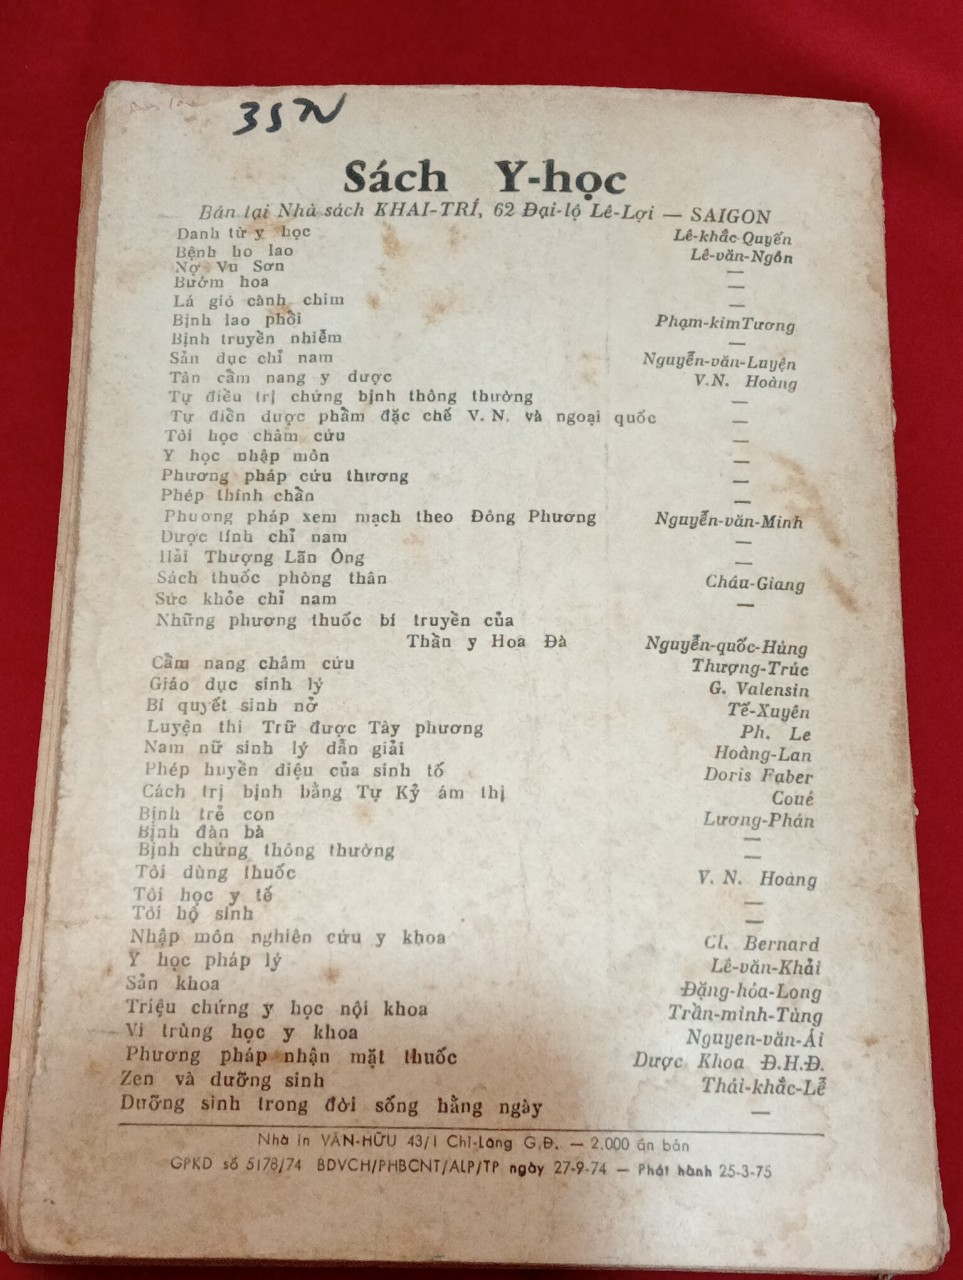 35N
Sách Y-học
Bán tại Nhà sách KHAI-TRÍ, 62 Đại-lộ Lê-Lợi — SAIGON
Danh từ y học Lê-khắc-Quyến
Bệnh ho lao Lê-văn-Ngôn
Nợ Vu Sơn —
Bướm hoa —
Lá gió cành chim —
Bịnh lao phổi Phạm-kimTương
Bịnh truyền nhiễm —
Sản dục chỉ nam Nguyễn-văn-Luyện
Tân cẩm nang y dược V.N. Hoàng
Tự điều trị chứng bịnh thông thường —
Tự điển dược phẩm đặc chế V. N. và ngoại quốc —
Tôi học châm cứu —
Y học nhập môn —
Phương pháp cứu thương —
Phép thính chẩn —
Phương pháp xem mạch theo Đông Phương Nguyễn-văn-Minh
Dược tính chỉ nam —
Hải Thượng Lãn Ông —
Sách thuốc phòng thân Châu-Giang
Sức khỏe chỉ nam —
Những phương thuốc bí truyền của
Thần y Hoa Đà Nguyễn-quốc-Hùng
Cẩm nang châm cứu Thượng-Trúc
Giáo dục sinh lý G. Valensin
Bí quyết sinh nở Tế-Xuyên
Luyện thi Trữ dược Tây phương Ph. Le
Nam nữ sinh lý dẫn giải Hoàng-Lan
Phép huyền diệu của sinh tố Doris Faber
Cách trị bịnh bằng Tự Kỷ ám thị Coué
Bịnh trẻ con Lương-Phán
Bịnh đàn bà —
Bịnh chứng thông thường —
Tôi dùng thuốc V. N. Hoàng
Tôi học y tế —
Tôi hộ sinh —
Nhập môn nghiên cứu y khoa Cl. Bernard
Y học pháp lý Lê-văn-Khải
Sản khoa Đặng-hóa-Long
Triệu chứng y học nội khoa Trần-minh-Tùng
Vi trùng học y khoa Nguyen-văn-Ái
Phương pháp nhận mặt thuốc Dược Khoa Đ.H.Đ.
Zen và dưỡng sinh Thái-khắc-Lễ
Dưỡng sinh trong đời sống hằng ngày —
Nhà in VĂN-HỮU 43/1 Chi-Lăng G.Đ. — 2.000 ấn bản
GPKD số 5178/74 BDVCH/PHBCNT/ALP/TP ngày 27-9-74 — Phát hành 25-3-75